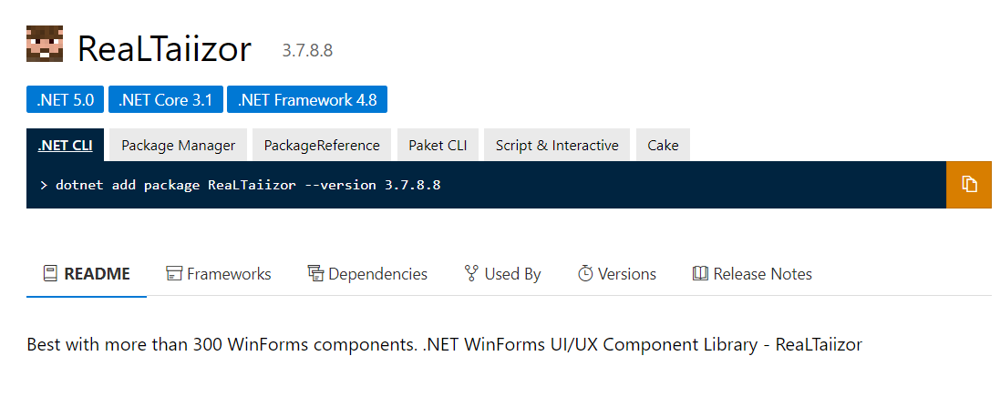 ReaLTaiizor 3.7.8.8
.NET 5.0 .NET Core 3.1 .NET Framework 4.8
.NET CLI Package Manager PackageReference Paket CLI Script & Interactive Cake
> dotnet add package ReaLTaiizor --version 3.7.8.8
README Frameworks Dependencies Used By Versions Release Notes
Best with more than 300 WinForms components. .NET WinForms UI/UX Component Library - ReaLTaiizor